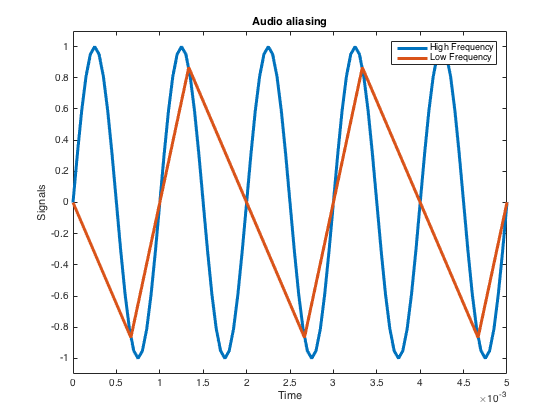 Audio aliasing
High Frequency
Low Frequency
1
0.8
0.6
0.4
0.2
0
-0.2
-0.4
-0.6
-0.8
-1
Signals
0 0.5 1 1.5 2 2.5 3 3.5 4 4.5 5
Time
×10⁻³